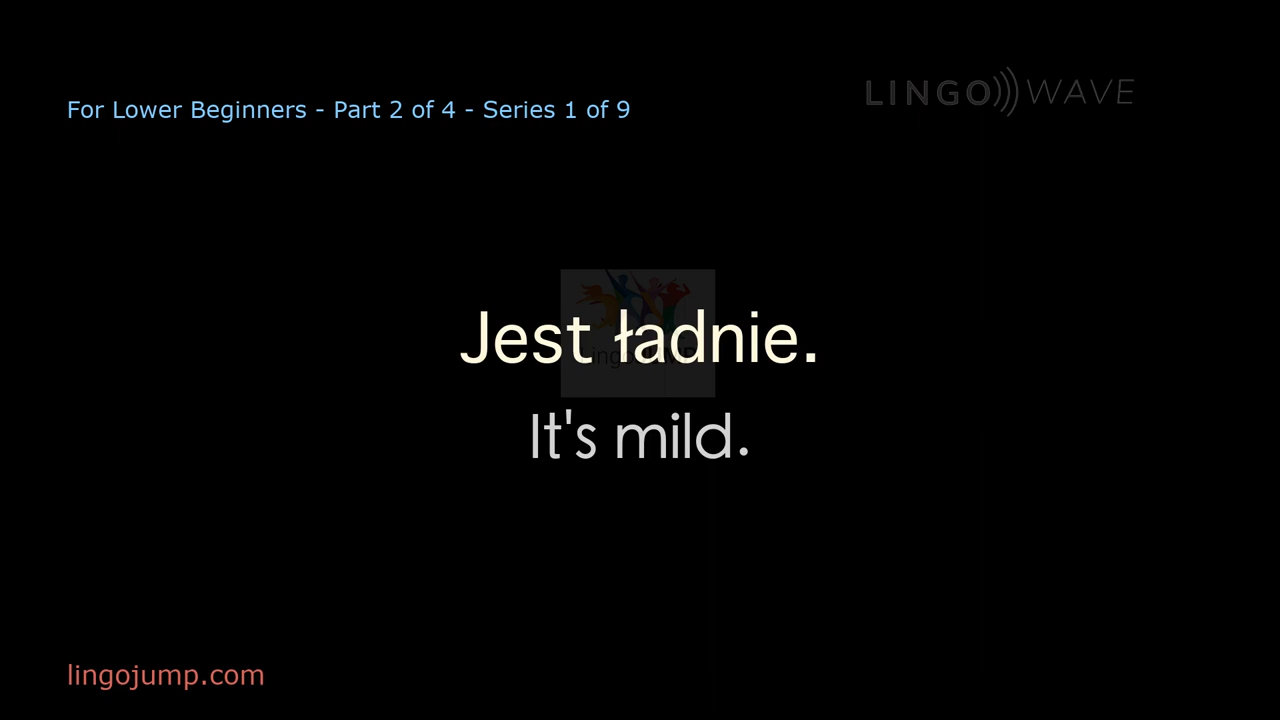 For Lower Beginners - Part 2 of 4 - Series 1 of 9
LINGO WAVE
Jest ładnie.
It's mild.
lingojump.com